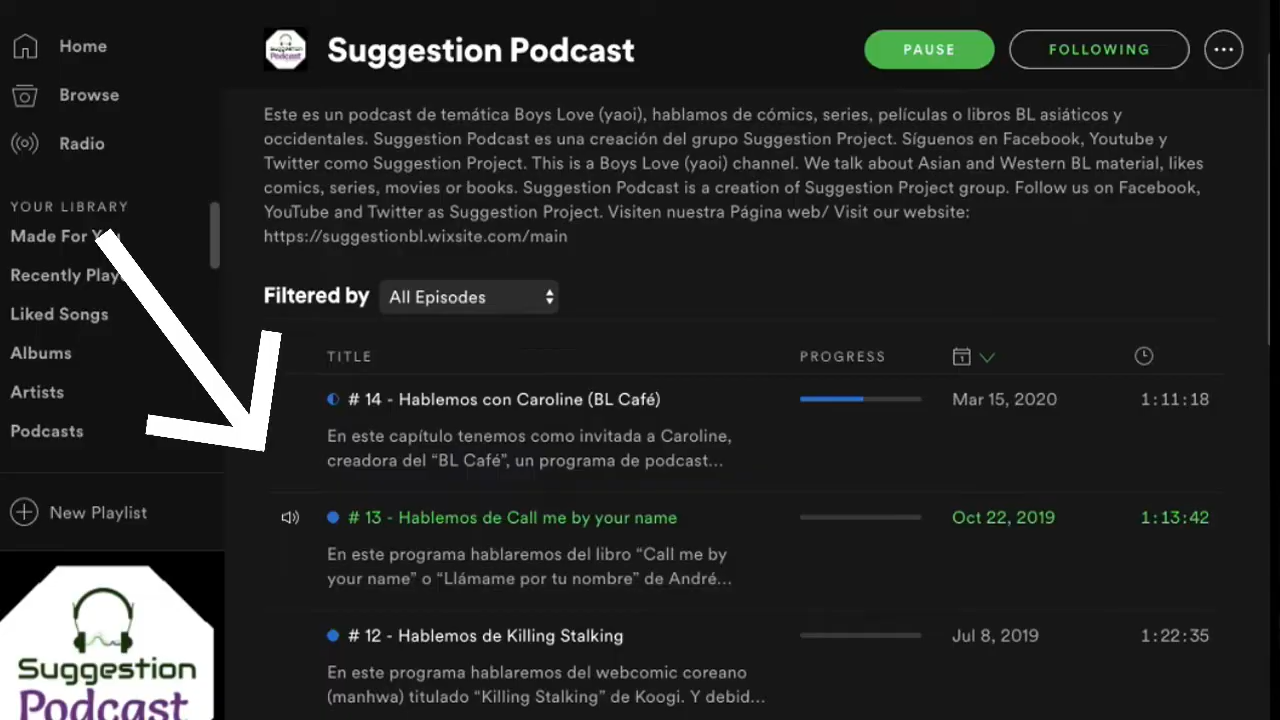 Home
Browse
Radio
YOUR LIBRARY
Made For You
Recently Play
Liked Songs
Albums
Artists
Podcasts
New Playlist
Suggestion
Podcast
Suggestion
Podcast
Suggestion Podcast
PAUSE
FOLLOWING
Este es un podcast de temática Boys Love (yaoi), hablamos de cómics, series, películas o libros BL asiáticos y
occidentales. Suggestion Podcast es una creación del grupo Suggestion Project. Síguenos en Facebook, Youtube y
Twitter como Suggestion Project. This is a Boys Love (yaoi) channel. We talk about Asian and Western BL material, likes
comics, series, movies or books. Suggestion Podcast is a creation of Suggestion Project group. Follow us on Facebook,
YouTube and Twitter as Suggestion Project. Visiten nuestra Página web/ Visit our website:
https://suggestionbl.wixsite.com/main
Filtered by All Episodes
TITLE PROGRESS
# 14 - Hablemos con Caroline (BL Café) Mar 15, 2020 1:11:18
En este capítulo tenemos como invitada a Caroline,
creadora del “BL Café”, un programa de podcast...
# 13 - Hablemos de Call me by your name Oct 22, 2019 1:13:42
En este programa hablaremos del libro “Call me by
your name” o “Llámame por tu nombre” de André...
# 12 - Hablemos de Killing Stalking Jul 8, 2019 1:22:35
En este programa hablaremos del webcomic coreano
(manhwa) titulado “Killing Stalking” de Koogi. Y debid...